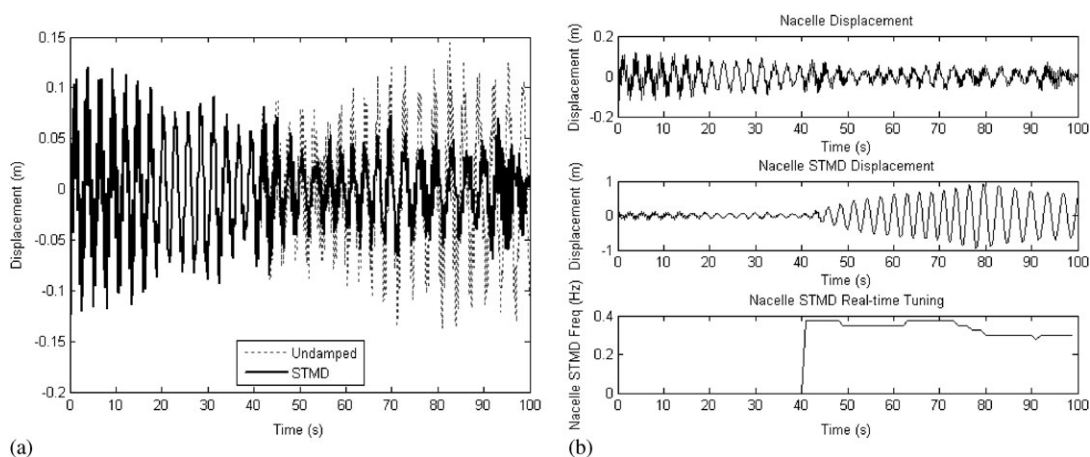 0.15
0.1
0.05
0
-0.05
-0.1
-0.15
-0.2
Displacement (m)
Undamped
STMD
0 10 20 30 40 50 60 70 80 90 100
Time (s)
(a)
Nacelle Displacement
0.2
0
-0.2
Displacement (m)
0 10 20 30 40 50 60 70 80 90 100
Time (s)
Nacelle STMD Displacement
1
0
-1
Displacement (m)
0 10 20 30 40 50 60 70 80 90 100
Time (s)
Nacelle STMD Real-time Tuning
0.4
0.2
0
Nacelle STMD Freq (Hz)
0 10 20 30 40 50 60 70 80 90 100
Time (s)
(b)